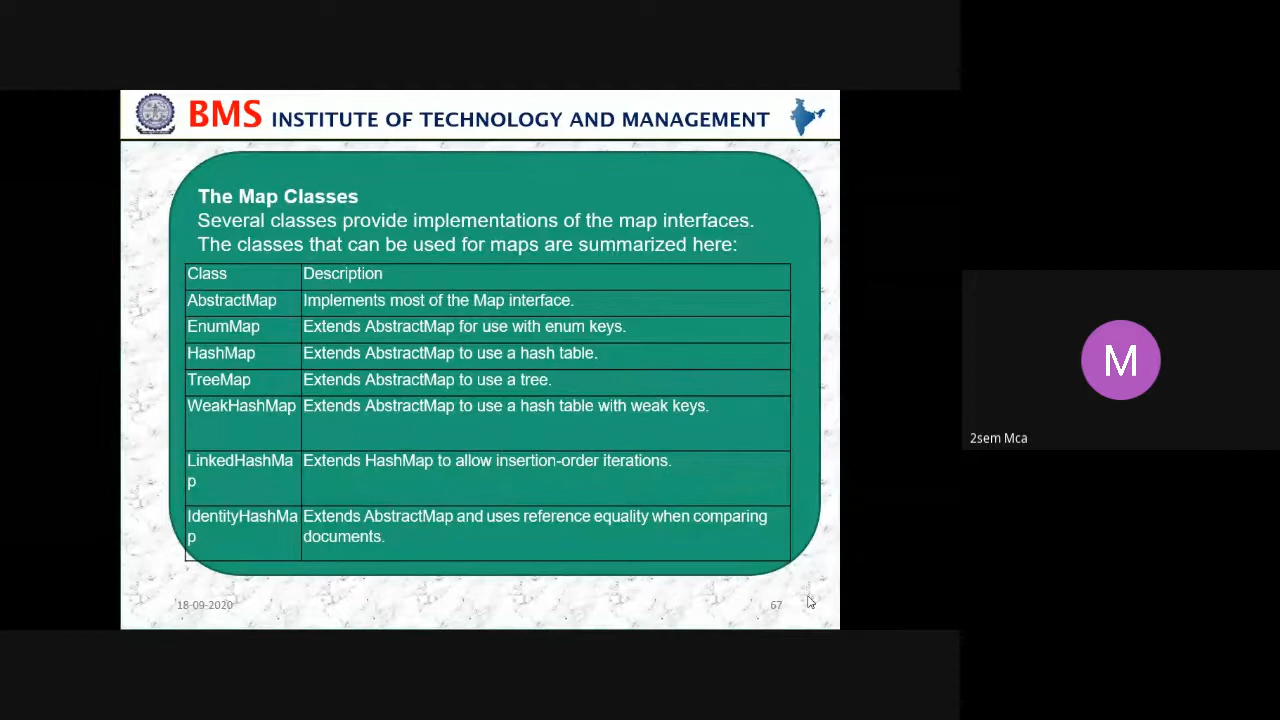 BMS INSTITUTE OF TECHNOLOGY AND MANAGEMENT
The Map Classes
Several classes provide implementations of the map interfaces.
The classes that can be used for maps are summarized here:
Class Description
AbstractMap Implements most of the Map interface.
EnumMap Extends AbstractMap for use with enum keys.
HashMap Extends AbstractMap to use a hash table.
TreeMap Extends AbstractMap to use a tree.
WeakHashMap Extends AbstractMap to use a hash table with weak keys.
LinkedHashMa Extends HashMap to allow insertion-order iterations.
p
IdentityHashMa Extends AbstractMap and uses reference equality when comparing
p documents.
18-09-2020 67
M
2sem Mca